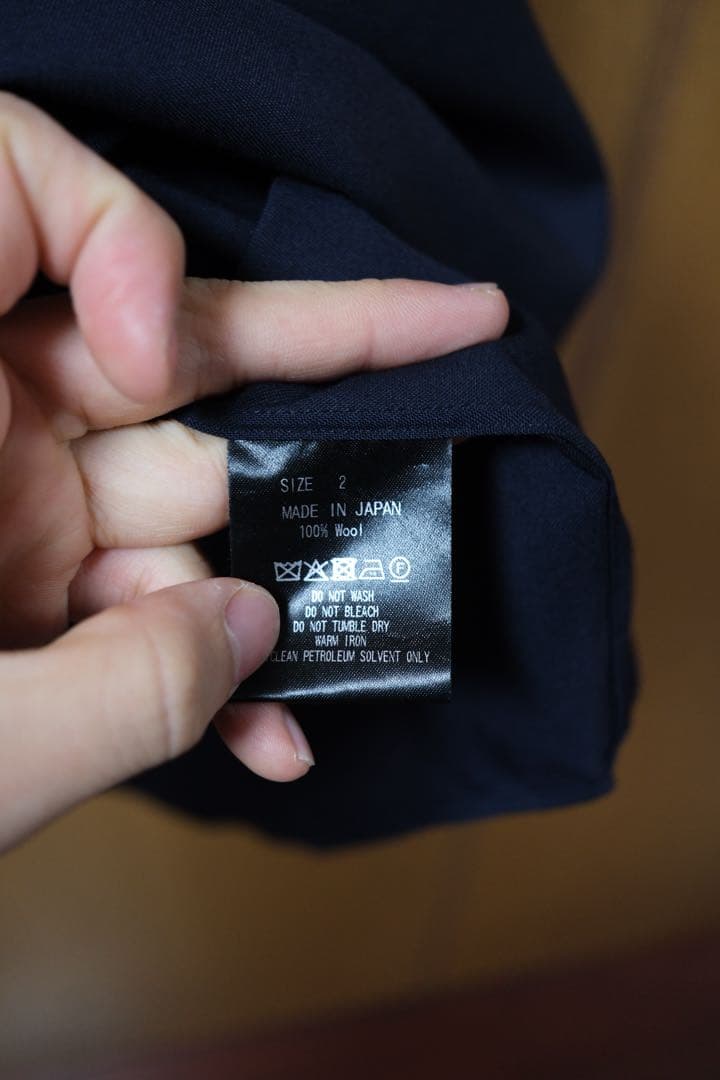 SIZE 2
MADE IN JAPAN
100% Wool
F
DO NOT WASH
DO NOT BLEACH
DO NOT TUMBLE DRY
WARM IRON
CLEAN PETROLEUM SOLVENT ONLY